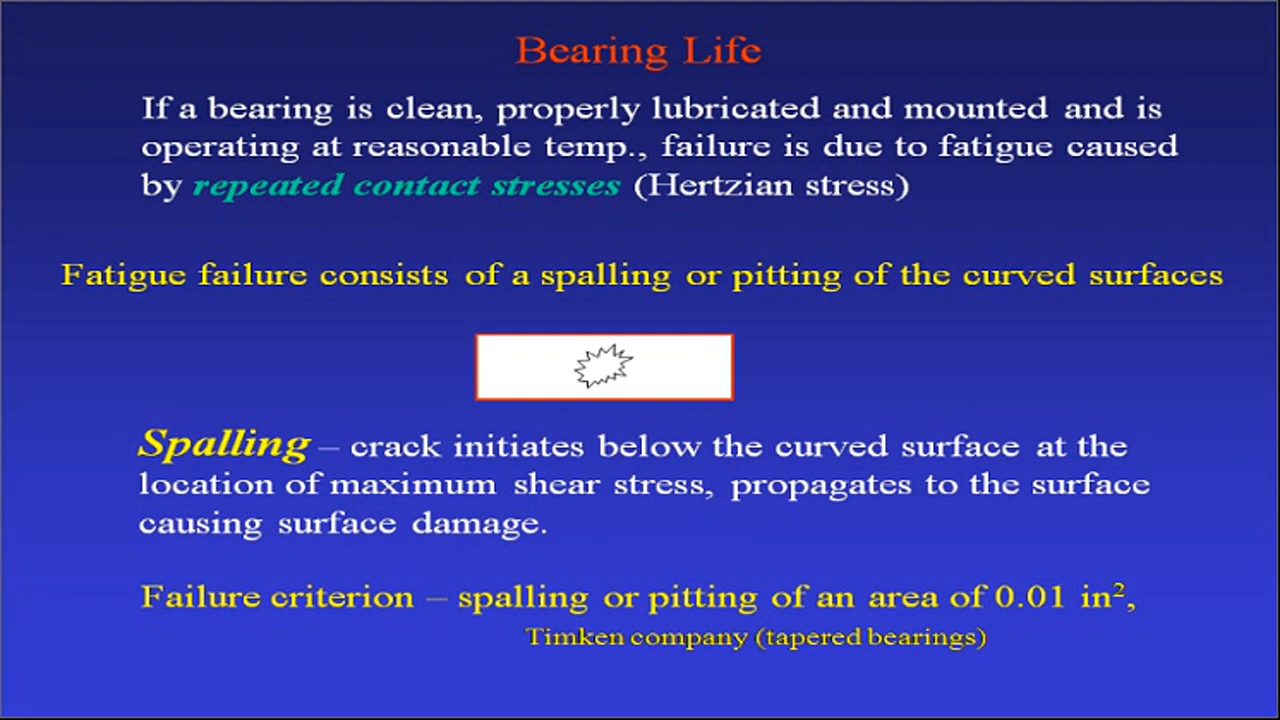 Bearing Life
If a bearing is clean, properly lubricated and mounted and is
operating at reasonable temp., failure is due to fatigue caused
by repeated contact stresses (Hertzian stress)
Fatigue failure consists of a spalling or pitting of the curved surfaces
Spalling – crack initiates below the curved surface at the
location of maximum shear stress, propagates to the surface
causing surface damage.
Failure criterion – spalling or pitting of an area of 0.01 in²,
Timken company (tapered bearings)